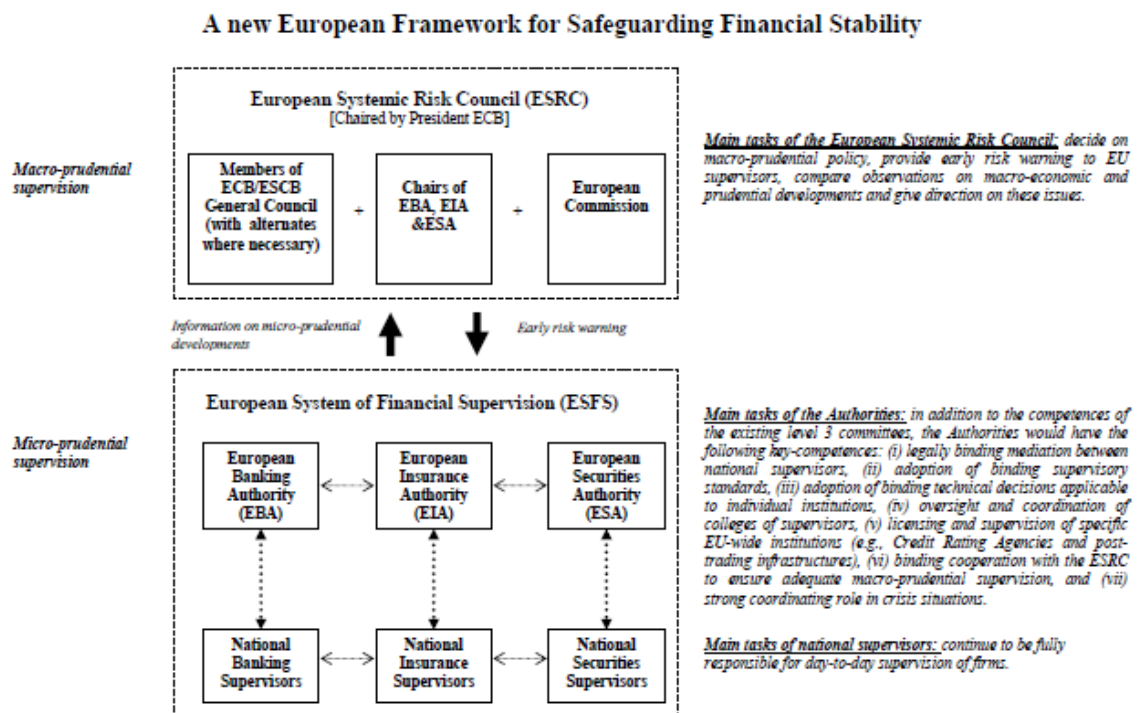 A new European Framework for Safeguarding Financial Stability
European Systemic Risk Council (ESRC)
[Chaired by President ECB]
Macro-prudential
supervision
Members of
ECB/ESCB
General Council
(with alternates
where necessary)
+
Chairs of
EBA, EIA
&ESA
+
European
Commission
Main tasks of the European Systemic Risk Council: decide on
macro-prudential policy, provide early risk warning to EU
supervisors, compare observations on macro-economic and
prudential developments and give direction on these issues.
Information on micro-prudential
developments
Early risk warning
European System of Financial Supervision (ESFS)
Micro-prudential
supervision
European
Banking
Authority
(EBA)
European
Insurance
Authority
(EIA)
European
Securities
Authority
(ESA)
Main tasks of the Authorities: in addition to the competences of
the existing level 3 committees, the Authorities would have the
following key-competences: (i) legally binding mediation between
national supervisors, (ii) adoption of binding supervisory
standards, (iii) adoption of binding technical decisions applicable
to individual institutions, (iv) oversight and coordination of
colleges of supervisors, (v) licensing and supervision of specific
EU-wide institutions (e.g., Credit Rating Agencies and post-
trading infrastructures), (vi) binding cooperation with the ESRC
to ensure adequate macro-prudential supervision, and (vii)
strong coordinating role in crisis situations.
National
Banking
Supervisors
National
Insurance
Supervisors
National
Securities
Supervisors
Main tasks of national supervisors: continue to be fully
responsible for day-to-day supervision of firms.